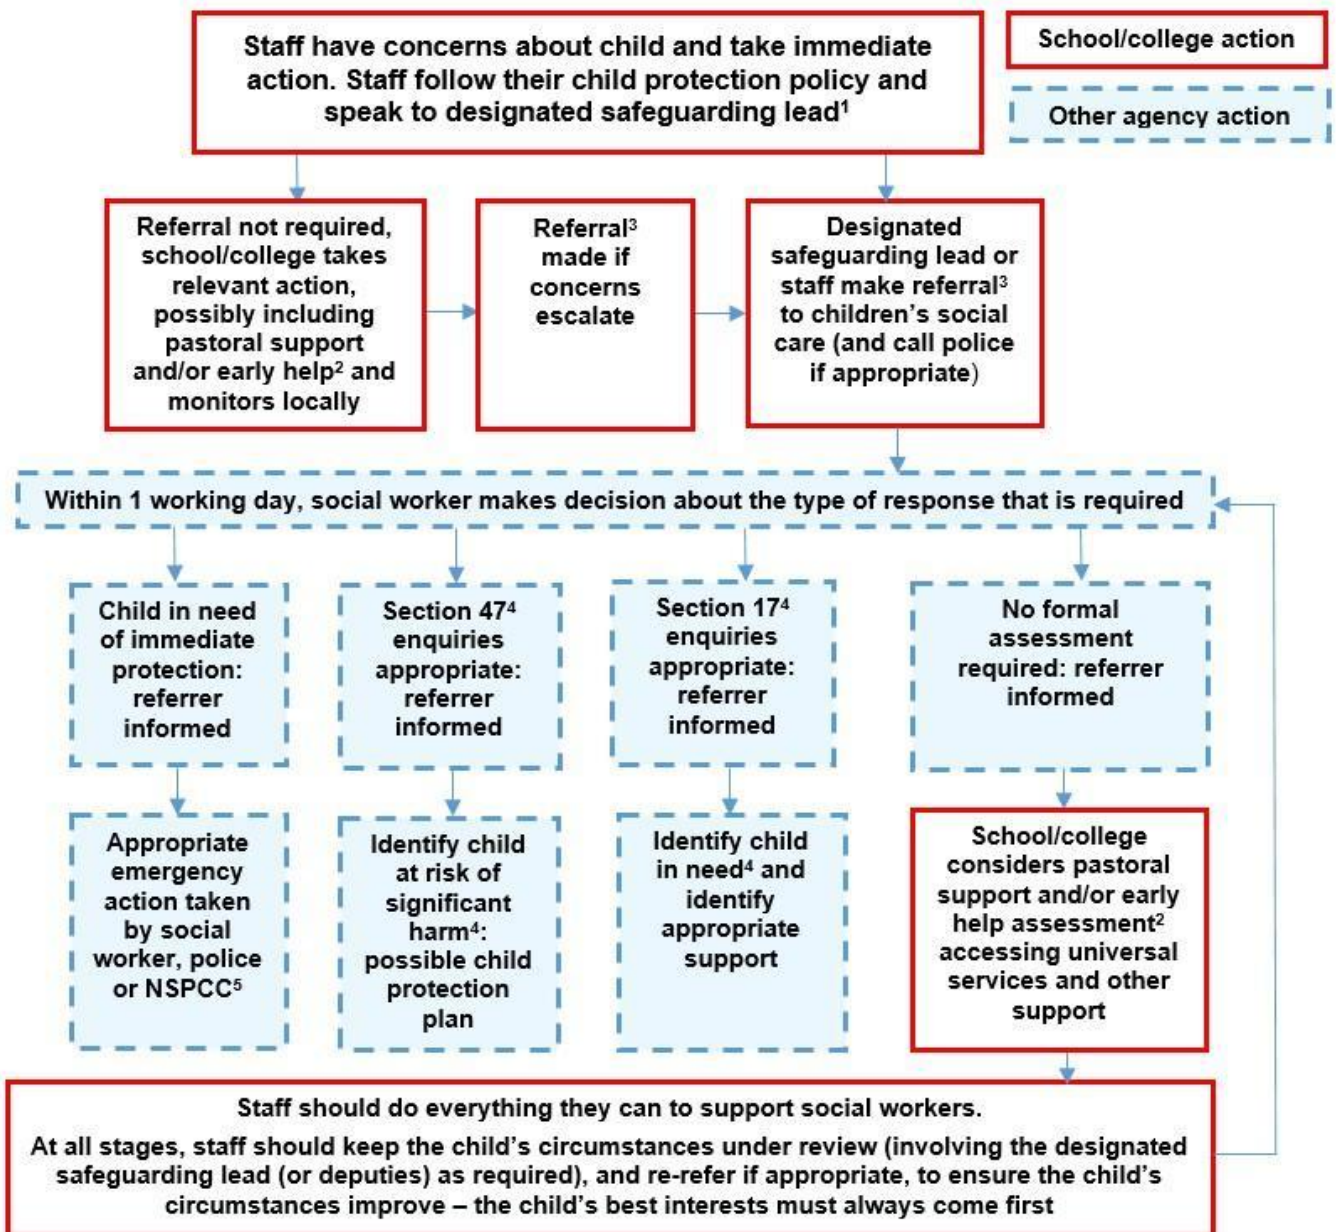 Staff have concerns about child and take immediate
action. Staff follow their child protection policy and
speak to designated safeguarding lead¹
School/college action
Other agency action
Referral not required,
school/college takes
relevant action,
possibly including
pastoral support
and/or early help² and
monitors locally
Referral³
made if
concerns
escalate
Designated
safeguarding lead or
staff make referral³
to children’s social
care (and call police
if appropriate)
Within 1 working day, social worker makes decision about the type of response that is required
Child in need
of immediate
protection:
referrer
informed
Section 47⁴
enquiries
appropriate:
referrer
informed
Section 17⁴
enquiries
appropriate:
referrer
informed
No formal
assessment
required: referrer
informed
Appropriate
emergency
action taken
by social
worker, police
or NSPCC⁵
Identify child
at risk of
significant
harm⁴:
possible child
protection
plan
Identify child
in need⁴ and
identify
appropriate
support
School/college
considers pastoral
support and/or early
help assessment²
accessing universal
services and other
support
Staff should do everything they can to support social workers.
At all stages, staff should keep the child’s circumstances under review (involving the designated
safeguarding lead (or deputies) as required), and re-refer if appropriate, to ensure the child’s
circumstances improve – the child’s best interests must always come first